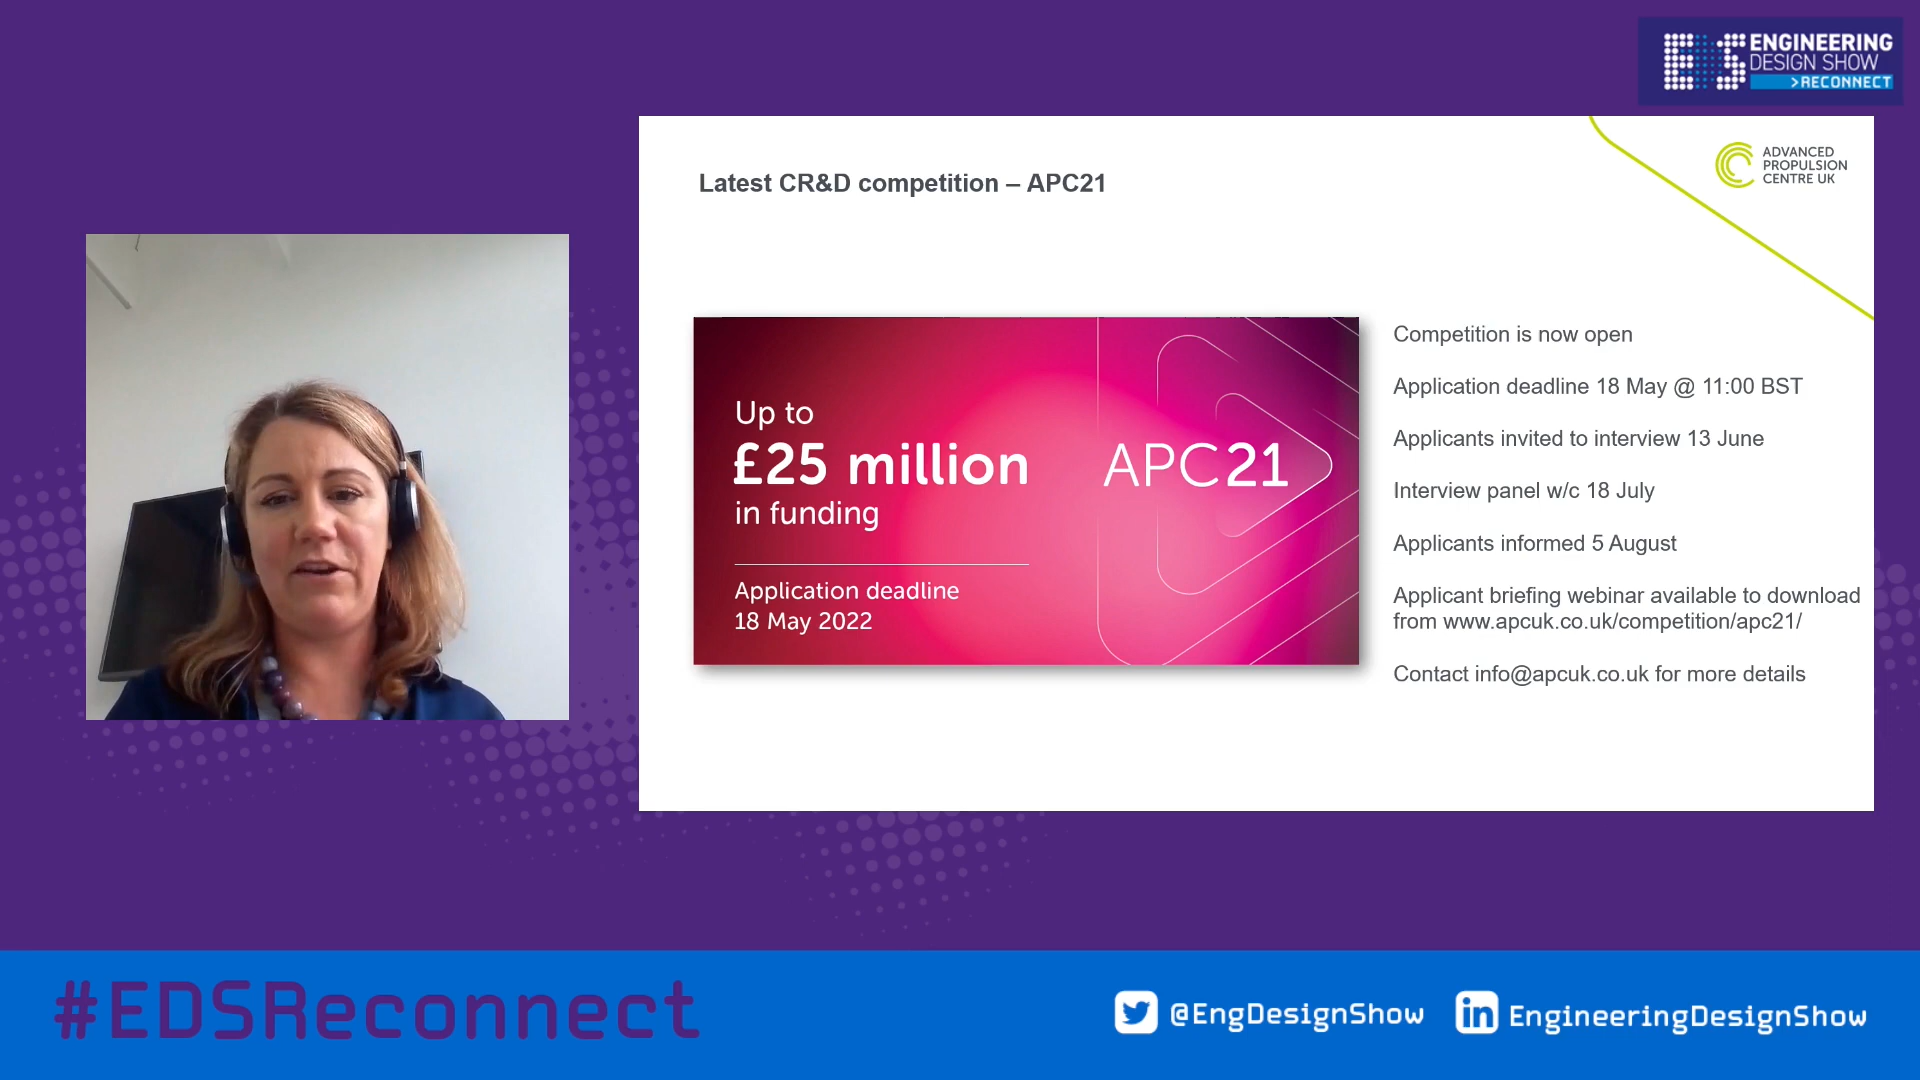 ENGINEERING
DESIGN SHOW
>RECONNECT
ADVANCED
PROPULSION
CENTRE UK
Latest CR&D competition – APC21
Up to
£25 million
in funding
Application deadline
18 May 2022
APC21
Competition is now open
Application deadline 18 May @ 11:00 BST
Applicants invited to interview 13 June
Interview panel w/c 18 July
Applicants informed 5 August
Applicant briefing webinar available to download
from www.apcuk.co.uk/competition/apc21/
Contact info@apcuk.co.uk for more details
#EDSReconnect
@EngDesignShow
in EngineeringDesignShow